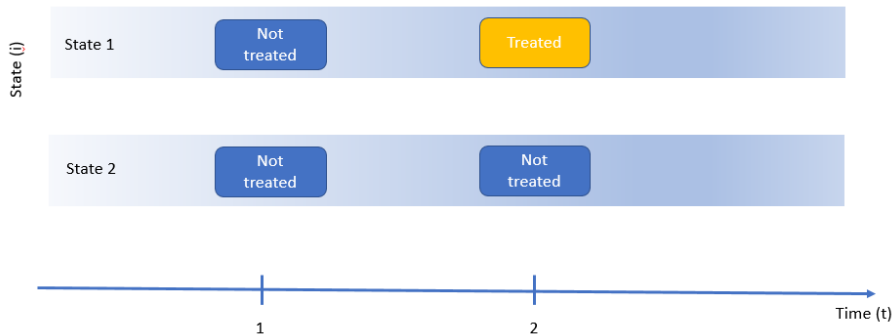 State (i)
State 1
Not
treated
Treated
State 2
Not
treated
Not
treated
1
2
Time (t)